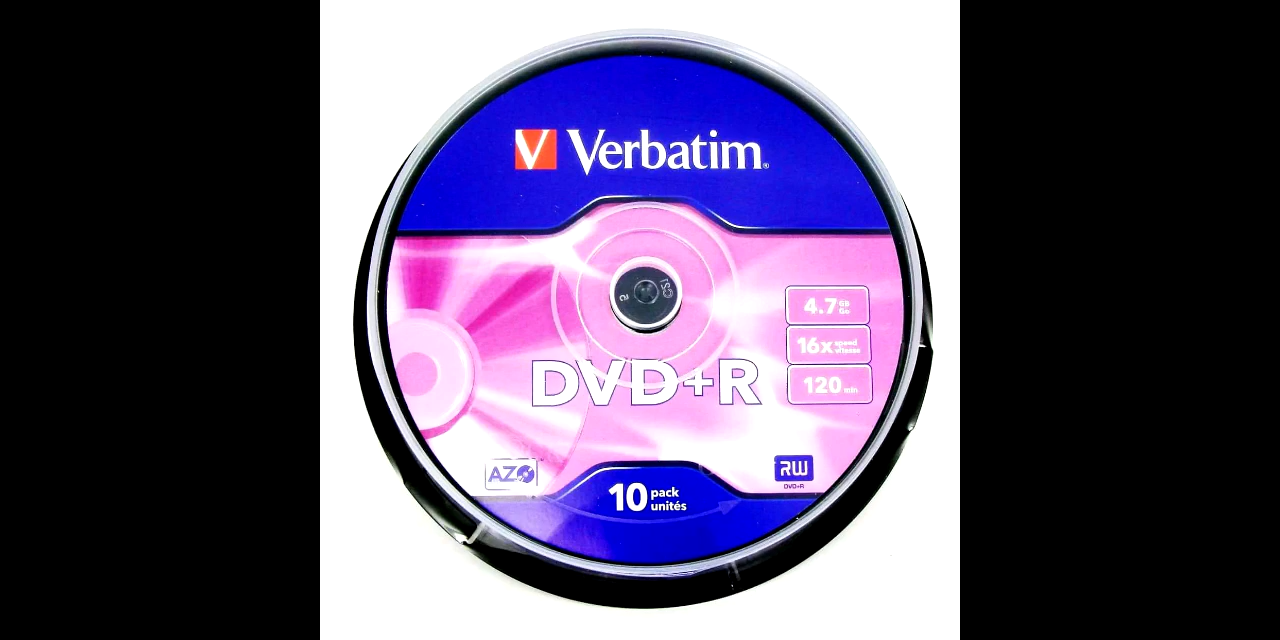 V Verbatim®
4.7 GB Go
16x speed vitesse
120 min
DVD+R
AZO
RW
DVD+R
10 pack unités